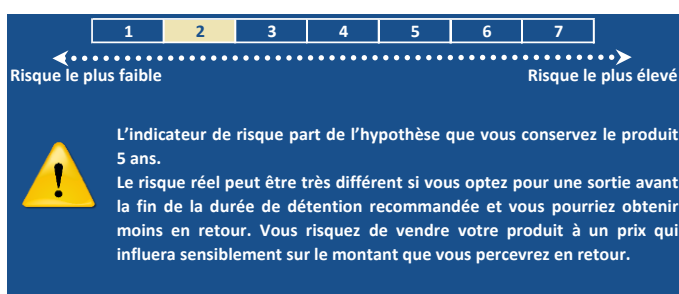 1 2 3 4 5 6 7
Risque le plus faible Risque le plus élevé
L’indicateur de risque part de l’hypothèse que vous conservez le produit
5 ans.
Le risque réel peut être très différent si vous optez pour une sortie avant
la fin de la durée de détention recommandée et vous pourriez obtenir
moins en retour. Vous risquez de vendre votre produit à un prix qui
influera sensiblement sur le montant que vous percevrez en retour.